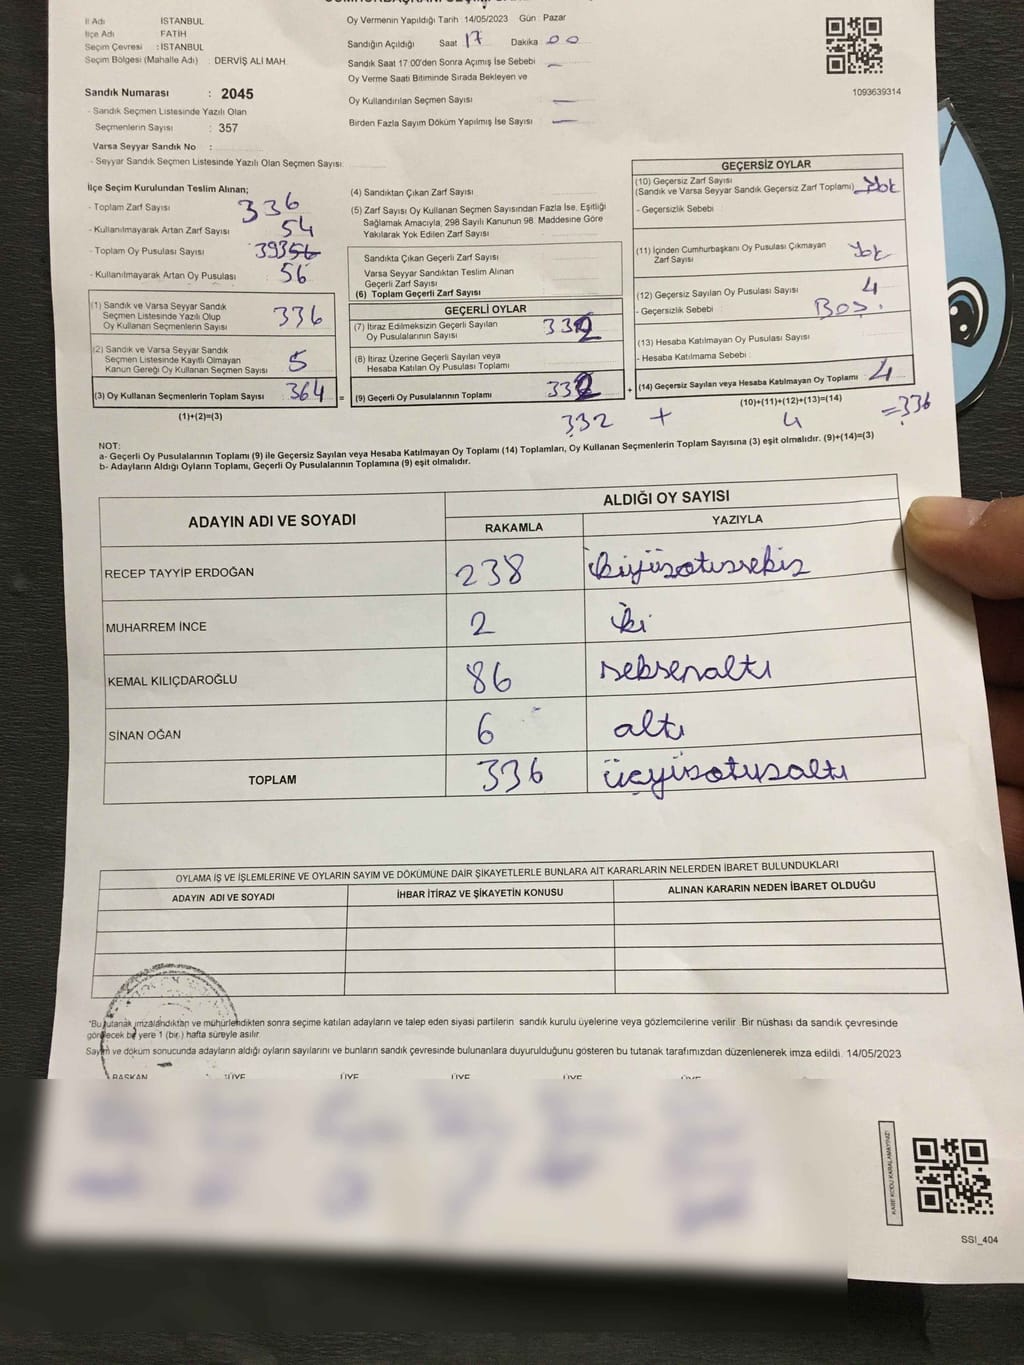 İl Adı İSTANBUL
İlçe Adı FATİH
Seçim Çevresi : İSTANBUL
Seçim Bölgesi (Mahalle Adı) : DERVİŞ ALİ MAH.
Sandık Numarası : 2045
- Sandık Seçmen Listesinde Yazılı Olan
Seçmenlerin Sayısı : 357
Varsa Seyyar Sandık No :
- Seyyar Sandık Seçmen Listesinde Yazılı Olan Seçmen Sayısı:
Oy Vermenin Yapıldığı Tarih 14/05/2023 Gün : Pazar
Sandığın Açıldığı Saat 17 Dakika 00
Sandık Saat 17:00'den Sonra Açımış İse Sebebi —
Oy Verme Saati Bitiminde Sırada Bekleyen ve
Oy Kullandırılan Seçmen Sayısı —
Birden Fazla Sayım Döküm Yapılmış İse Sayısı —
1093639314
İlçe Seçim Kurulundan Teslim Alınan;
- Toplam Zarf Sayısı 336
- Kullanılmayarak Artan Zarf Sayısı 54
- Toplam Oy Pusulası Sayısı
- Kullanılmayarak Artan Oy Pusulası 56
(1) Sandık ve Varsa Seyyar Sandık
Seçmen Listesinde Yazılı Olup
Oy Kullanan Seçmenlerin Sayısı 336
(2) Sandık ve Varsa Seyyar Sandık
Seçmen Listesinde Kayıtlı Olmayan
Kanun Gereği Oy Kullanan Seçmen Sayısı 5
(3) Oy Kullanan Seçmenlerin Toplam Sayısı : 364 =
(1)+(2)=(3)
(4) Sandıktan Çıkan Zarf Sayısı
(5) Zarf Sayısı Oy Kullanan Seçmen Sayısından Fazla İse, Eşitliği
Sağlamak Amacıyla, 298 Sayılı Kanunun 98. Maddesine Göre
Yakılarak Yok Edilen Zarf Sayısı
Sandıkta Çıkan Geçerli Zarf Sayısı
Varsa Seyyar Sandıktan Teslim Alınan
Geçerli Zarf Sayısı
(6) Toplam Geçerli Zarf Sayısı
GEÇERLİ OYLAR
(7) İtiraz Edilmeksizin Geçerli Sayılan
Oy Pusulalarının Sayısı 332
(8) İtiraz Üzerine Geçerli Sayılan veya
Hesaba Katılan Oy Pusulası Toplamı
(9) Geçerli Oy Pusulalarının Toplamı 332 +
GEÇERSİZ OYLAR
(10) Geçersiz Zarf Sayısı
(Sandık ve Varsa Seyyar Sandık Geçersiz Zarf Toplamı) Yok
- Geçersizlik Sebebi
(11) İçinden Cumhurbaşkanı Oy Pusulası Çıkmayan
Zarf Sayısı Yok
(12) Geçersiz Sayılan Oy Pusulası Sayısı 4
- Geçersizlik Sebebi Boş.
(13) Hesaba Katılmayan Oy Pusulası Sayısı
- Hesaba Katılmama Sebebi
(14) Geçersiz Sayılan veya Hesaba Katılmayan Oy Toplamı : 4
(10)+(11)+(12)+(13)=(14)
332 + 4 =336
NOT:
a- Geçerli Oy Pusulalarının Toplamı (9) ile Geçersiz Sayılan veya Hesaba Katılmayan Oy Toplamı (14) Toplamları, Oy Kullanan Seçmenlerin Toplam Sayısına (3) eşit olmalıdır. (9)+(14)=(3)
b- Adayların Aldığı Oyların Toplamı, Geçerli Oy Pusulalarının Toplamına (9) eşit olmalıdır.
ADAYIN ADI VE SOYADI ALDIĞI OY SAYISI
RAKAMLA YAZIYLA
RECEP TAYYİP ERDOĞAN 238 ikiyüzotuzsekiz
MUHARREM İNCE 2 iki
KEMAL KILIÇDAROĞLU 86 seksenaltı
SİNAN OĞAN 6 altı
TOPLAM 336 üçyüzotuzaltı
OYLAMA İŞ VE İŞLEMLERİNE VE OYLARIN SAYIM VE DÖKÜMÜNE DAİR ŞİKAYETLERLE BUNLARA AİT KARARLARIN NELERDEN İBARET BULUNDUKLARI
ADAYIN ADI VE SOYADI İHBAR İTİRAZ VE ŞİKAYETİN KONUSU ALINAN KARARIN NEDEN İBARET OLDUĞU
*Bu tutanak imzalandıktan ve mühürlendikten sonra seçime katılan adayların ve talep eden siyasi partilerin sandık kurulu üyelerine veya gözlemcilerine verilir. Bir nüshası da sandık çevresinde
görülecek bir yere 1 (bir ) hafta süreyle asılır.
Sayım ve döküm sonucunda adayların aldığı oyların sayılarını ve bunların sandık çevresinde bulunanlara duyurulduğunu gösteren bu tutanak tarafımızdan düzenlenerek imza edildi. 14/05/2023
BAŞKAN ÜYE ÜYE ÜYE ÜYE ÜYE
KARE KODU KARALAMAYINIZ!
SSI_404